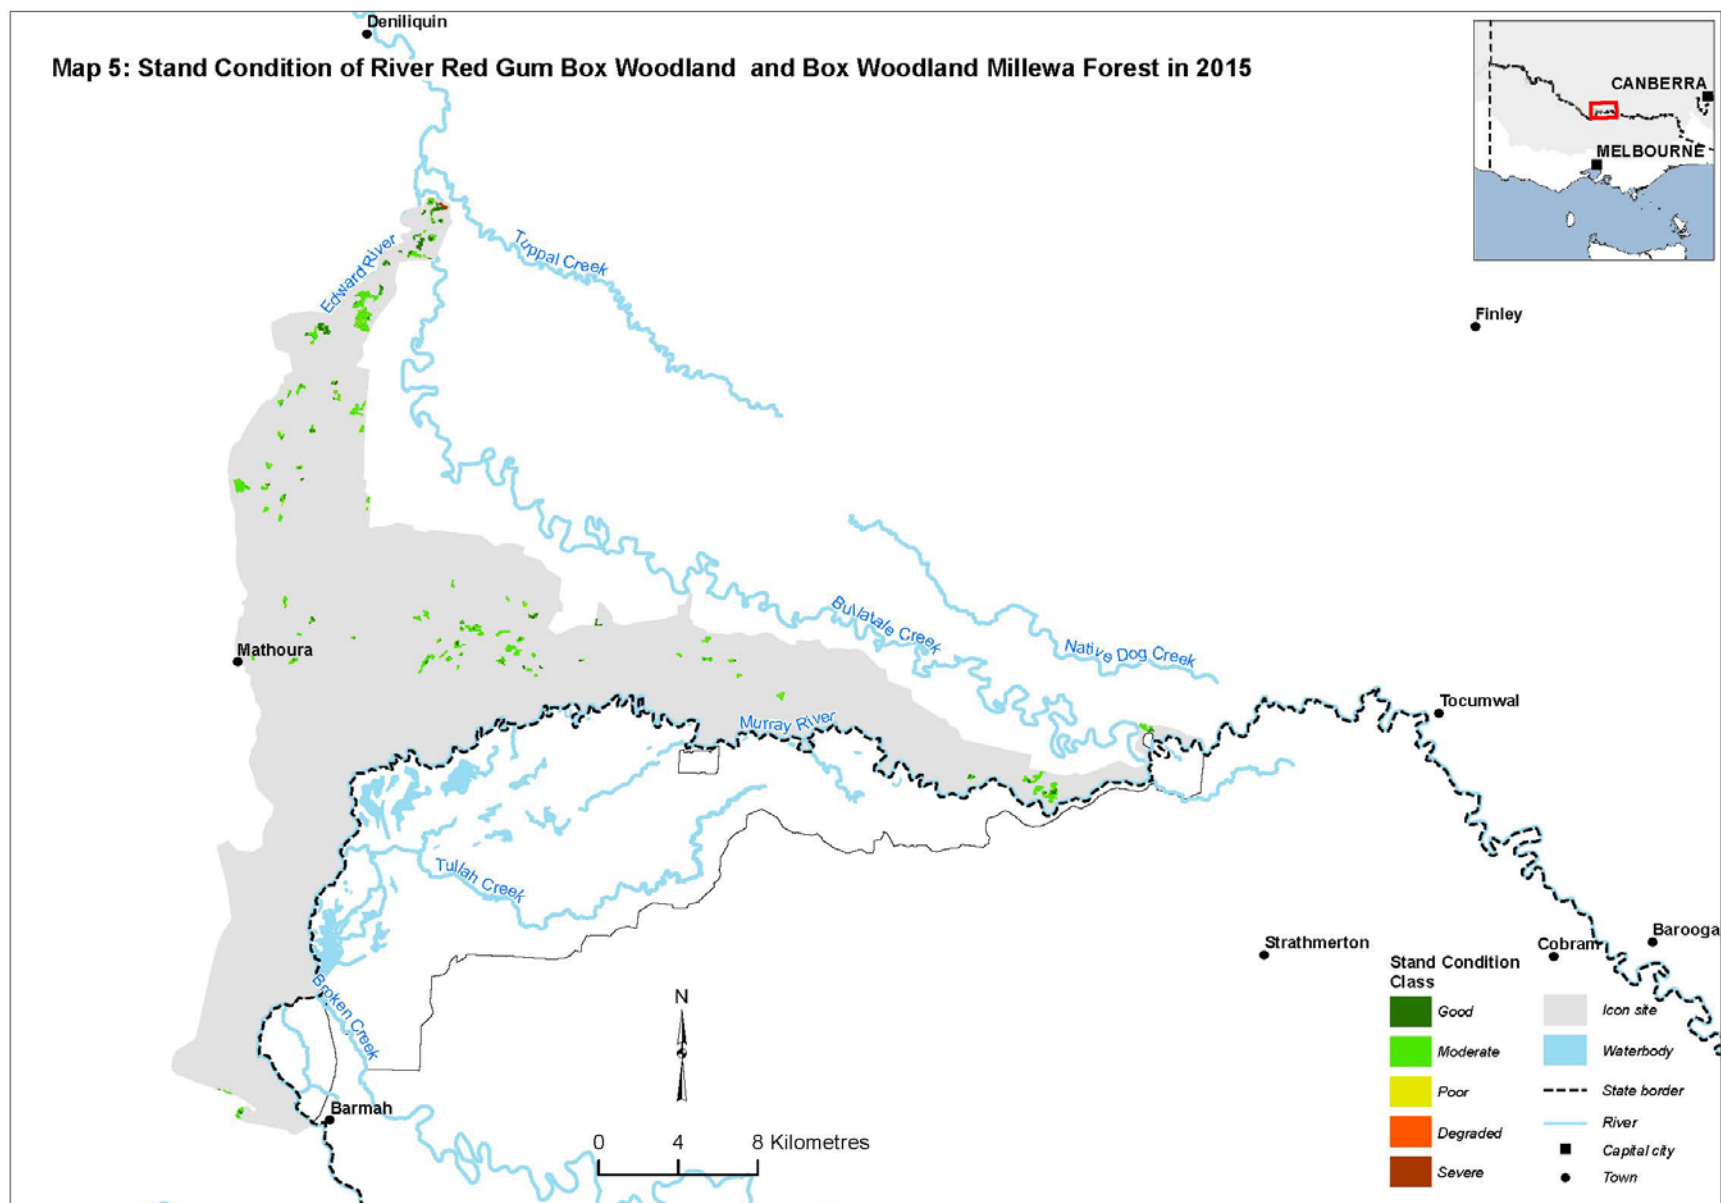 Deniliquin
Map 5: Stand Condition of River Red Gum Box Woodland and Box Woodland Millewa Forest in 2015
CANBERRA
MELBOURNE
Tuppal Creek
Edward River
Finley
Bullatale Creek
Native Dog Creek
Mathoura
Tocumwal
Murray River
Tullah Creek
Strathmerton
Cobram
Barooga
Broken Creek
Barmah
N
0 4 8 Kilometres
Stand Condition
Class
Good
Moderate
Poor
Degraded
Severe
Icon site
Waterbody
State border
River
Capital city
Town